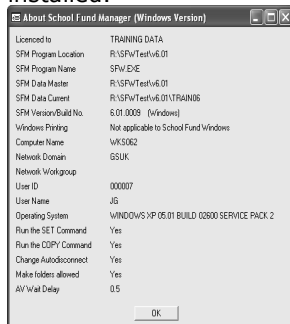 installed.
About School Fund Manager (Windows Version)
Licenced to TRAINING DATA
SFM Program Location R:\SFWTest\v6.01
SFM Program Name SFW.EXE
SFM Data Master R:\SFWTest\v6.01
SFM Data Current R:\SFWTest\v6.01\TRAIN06
SFM Version/Build No. 6.01.0009 (Windows)
Windows Printing Not applicable to School Fund Windows
Computer Name WKS062
Network Domain GSUK
Network Workgroup
User ID 000007
User Name JG
Operating System WINDOWS XP 05.01 BUILD 02600 SERVICE PACK 2
Run the SET Command Yes
Run the COPY Command Yes
Change Autodisconnect Yes
Make folders allowed Yes
AV Wait Delay 0.5
OK